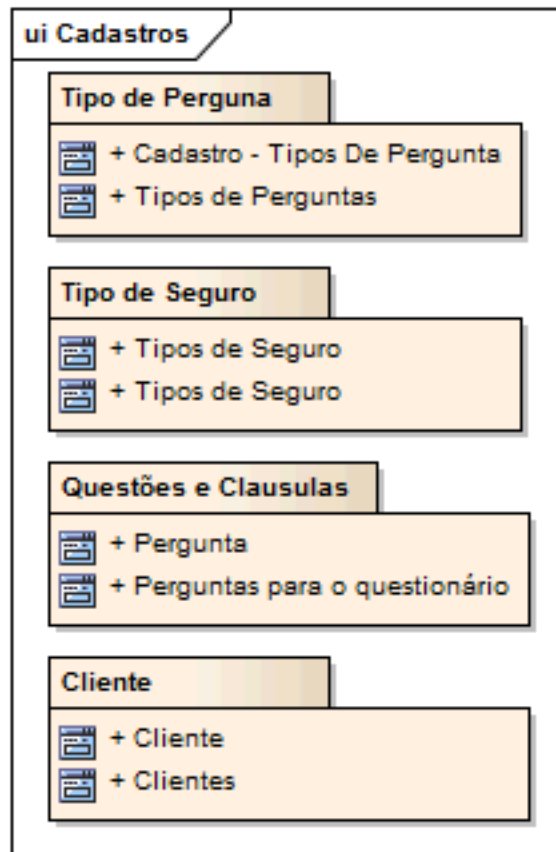 ui Cadastros
Tipo de Perguna
+ Cadastro - Tipos De Pergunta
+ Tipos de Perguntas
Tipo de Seguro
+ Tipos de Seguro
+ Tipos de Seguro
Questões e Clausulas
+ Pergunta
+ Perguntas para o questionário
Cliente
+ Cliente
+ Clientes